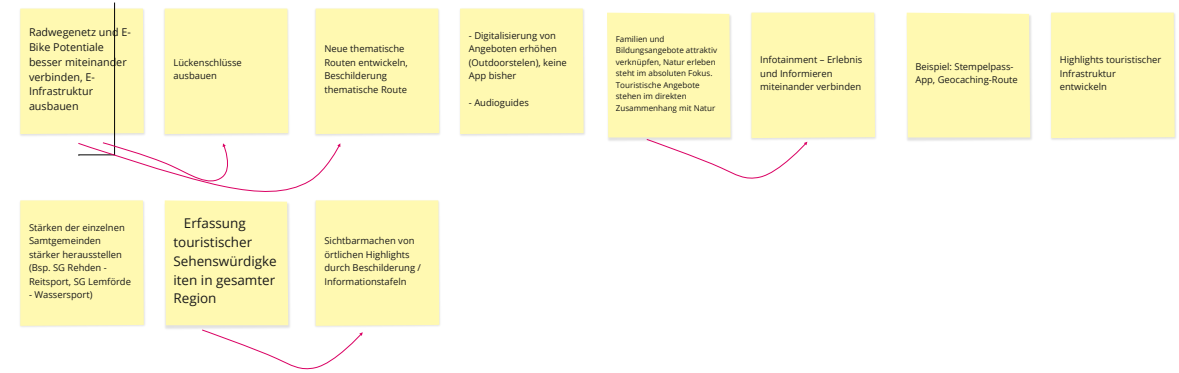 Radwegenetz und E-
Bike Potentiale
besser miteinander
verbinden, E-
Infrastruktur
ausbauen
Lückenschlüsse
ausbauen
Neue thematische
Routen entwickeln,
Beschilderung
thematische Route
- Digitalisierung von
Angeboten erhöhen
(Outdoorstelen), keine
App bisher
- Audioguides
Familien und
Bildungsangebote attraktiv
verknüpfen, Natur erleben
steht im absoluten Fokus.
Touristische Angebote
stehen im direkten
Zusammenhang mit Natur
Infotainment – Erlebnis
und Informieren
miteinander verbinden
Beispiel: Stempelpass-
App, Geocaching-Route
Highlights touristischer
Infrastruktur
entwickeln
Stärken der einzelnen
Samtgemeinden
stärker herausstellen
(Bsp. SG Rehden -
Reitsport, SG Lemförde
- Wassersport)
Erfassung
touristischer
Sehenswürdigke
iten in gesamter
Region
Sichtbarmachen von
örtlichen Highlights
durch Beschilderung /
Informationstafeln